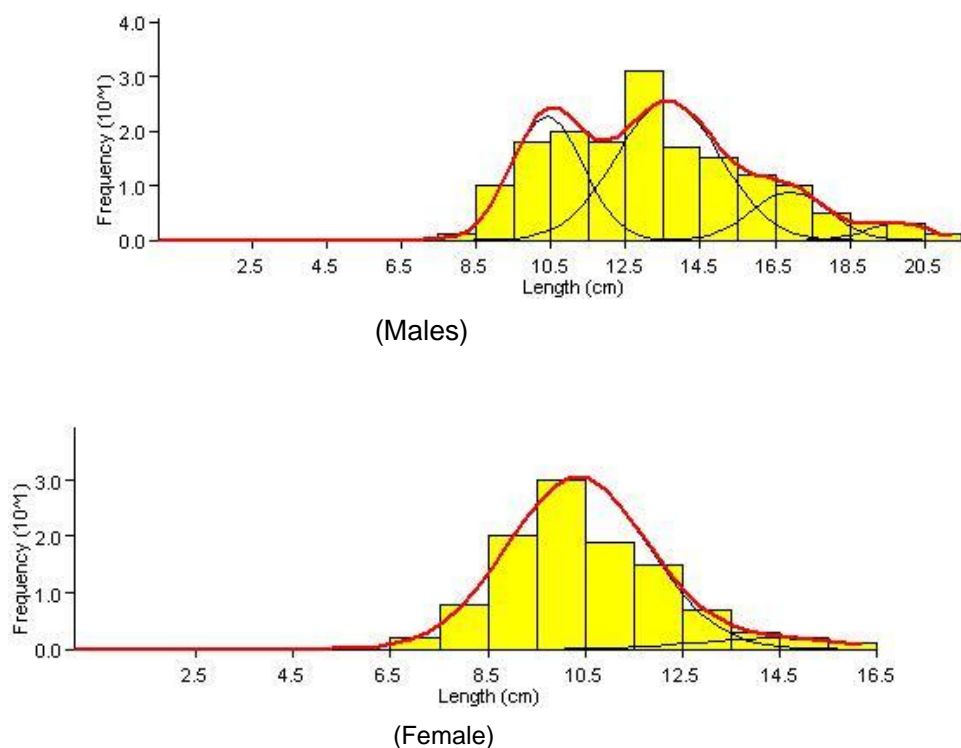 4.0
3.0
2.0
1.0
0.0
Frequency (10^1)
2.5 4.5 6.5 8.5 10.5 12.5 14.5 16.5 18.5 20.5
Length (cm)
(Males)
3.0
2.0
1.0
0.0
Frequency (10^1)
2.5 4.5 6.5 8.5 10.5 12.5 14.5 16.5
Length (cm)
(Female)